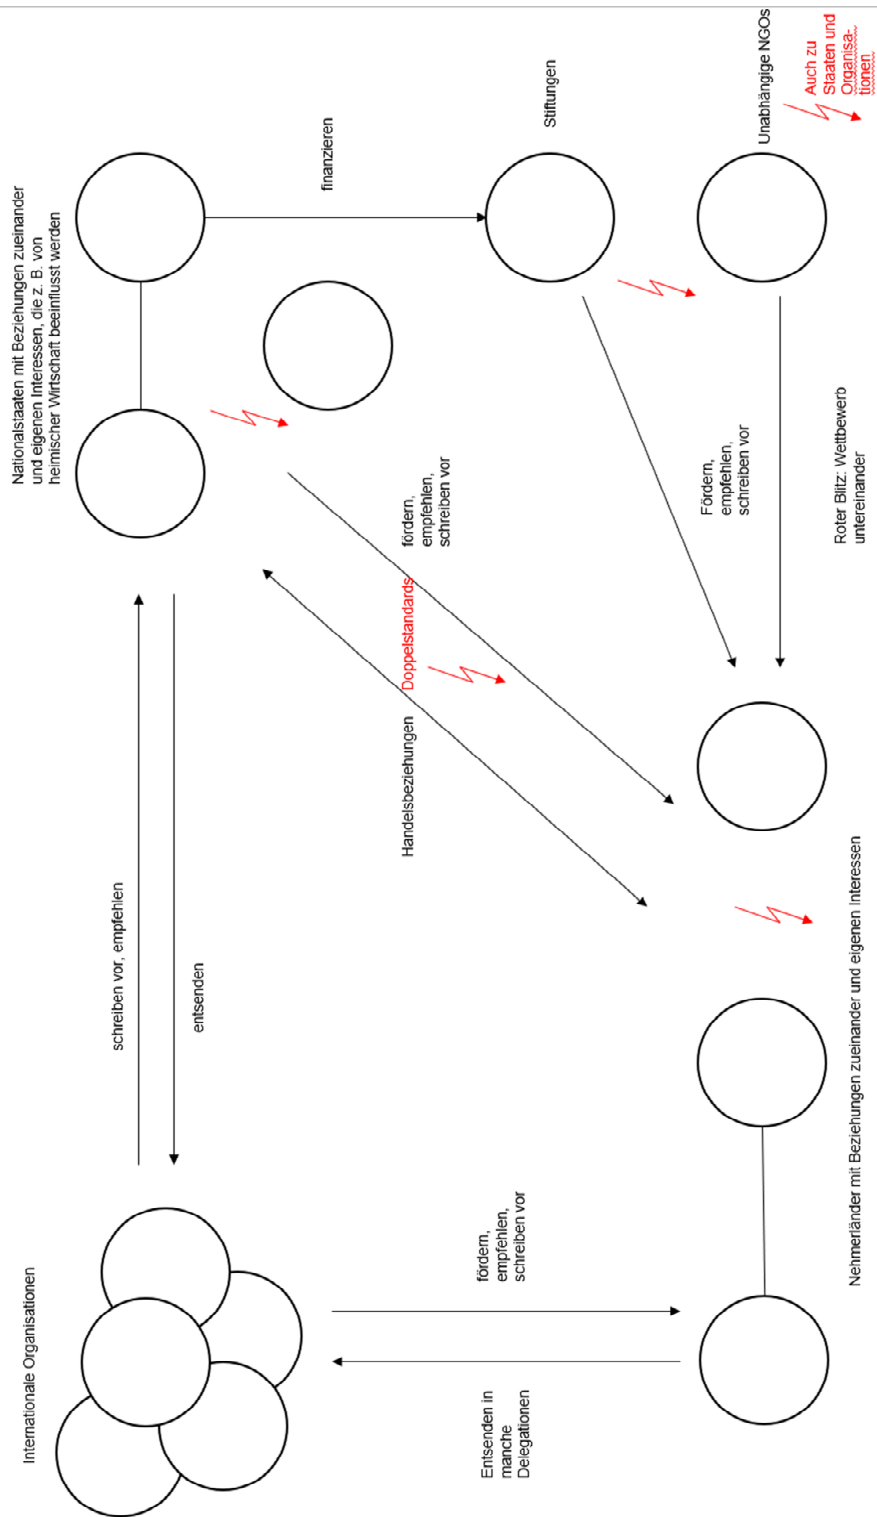 Internationale Organisationen
schreiben vor, empfehlen
entsenden
Nationalstaaten mit Beziehungen zueinander
und eigenen Interessen, die z. B. von
heimischer Wirtschaft beeinflusst werden
finanzieren
Stiftungen
Unabhängige NGOs
Auch zu
Staaten und
Organisa-
tionen
Handelsbeziehungen
Doppelstandards
fördern,
empfehlen,
schreiben vor
Entsenden in
manche
Delegationen
fördern,
empfehlen,
schreiben vor
Fördern,
empfehlen,
schreiben vor
Nehmerländer mit Beziehungen zueinander und eigenen Interessen
Roter Blitz: Wettbewerb
untereinander